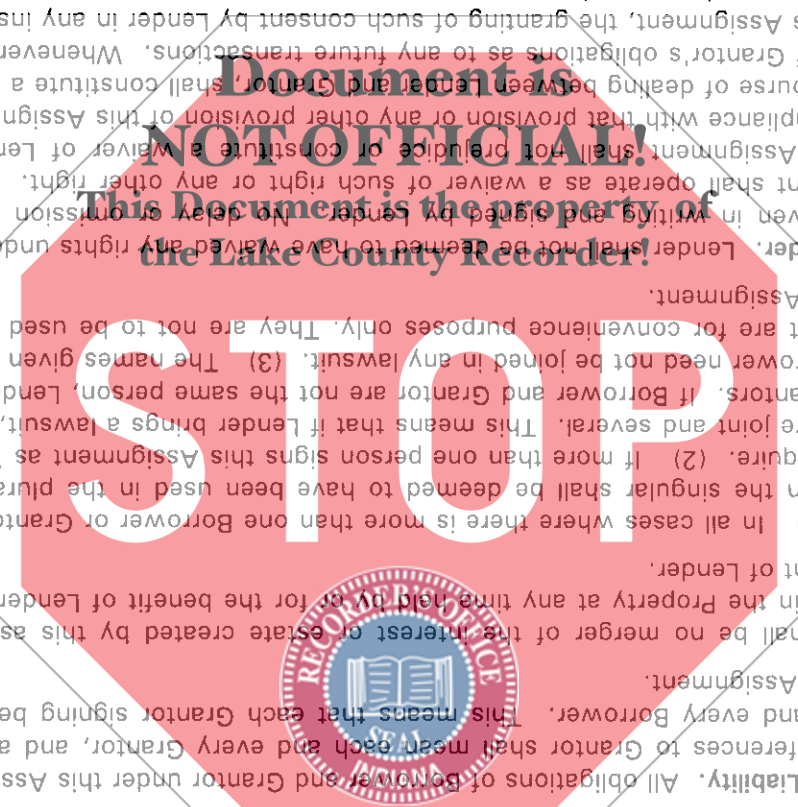 Document is
NOT OFFICIAL!
This Document is the property of
the Lake County Recorder!
STOP
RECORDER'S OFFICE
SEAL
INDIANA
Liability. All obligations of Borrower and Grantor under this Ass
ferences to Grantor shall mean each and every Grantor, and a
nd every Borrower. This means that each Grantor signing be
Assignment.
hall be no merger of the interest or estate created by this as
in the Property at any time held by or for the benefit of Lender
nt of Lender.
In all cases where there is more than one Borrower or Granto
n the singular shall be deemed to have been used in the plura
quire. (2) If more than one person signs this Assignment as "
re joint and several. This means that if Lender brings a lawsuit,
antors. If Borrower and Grantor are not the same person, Lende
rower need not be joined in any lawsuit. (3) The names given
t are for convenience purposes only. They are not to be used
Assignment.
der. Lender shall not be deemed to have waived any rights unde
ven in writing and signed by Lender. No delay or omission
nt shall operate as a waiver of such right or any other right.
Assignment shall not prejudice or constitute a waiver of Len
pliance with that provision or any other provision of this Assign
ourse of dealing between Lender and Grantor, shall constitute a
f Grantor's obligations as to any future transactions. Whenever
s Assignment, the granting of such consent by Lender in any ins